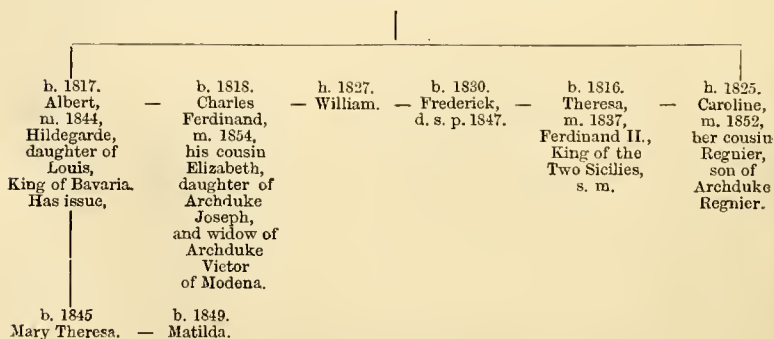 b. 1817.
Albert,
m. 1844,
Hildegarde,
daughter of
Louis,
King of Bavaria.
Has issue,
—
b. 1818.
Charles
Ferdinand,
m. 1854,
his cousin
Elizabeth,
daughter of
Archduke
Joseph,
and widow of
Archduke
Victor
of Modena.
—
h. 1827.
William.
—
b. 1830.
Frederick,
d. s. p. 1847.
—
b. 1816.
Theresa,
m. 1837,
Ferdinand II.,
King of the
Two Sicilies,
s. m.
—
h. 1825.
Caroline,
m. 1852,
her cousin
Regnier,
son of
Archduke
Regnier.
b. 1845
Mary Theresa.
—
b. 1849.
Matilda.